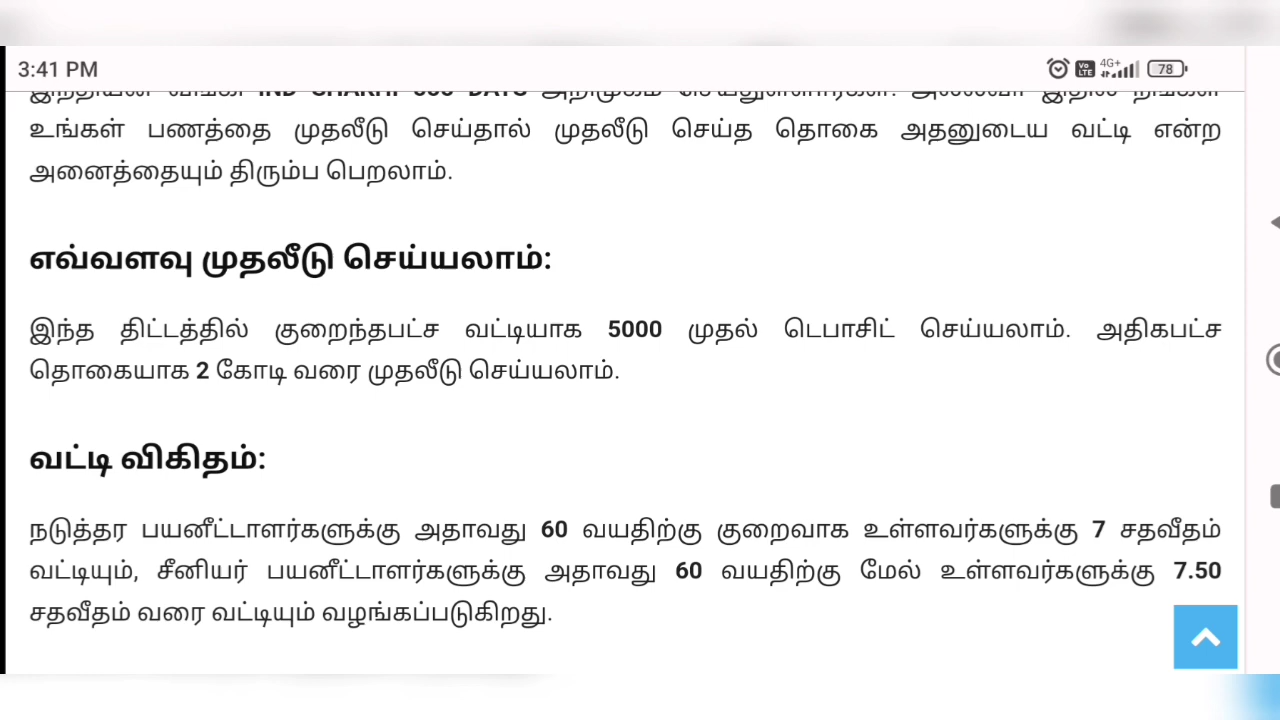 3:41 PM
4G+
Vo
LTE
78
உங்கள் பணத்தை முதலீடு செய்தால் முதலீடு செய்த தொகை அதனுடைய வட்டி என்ற
அனைத்தையும் திரும்ப பெறலாம்.
எவ்வளவு முதலீடு செய்யலாம்:
இந்த திட்டத்தில் குறைந்தபட்ச வட்டியாக 5000 முதல் டெபாசிட் செய்யலாம். அதிகபட்ச
தொகையாக 2 கோடி வரை முதலீடு செய்யலாம்.
வட்டி விகிதம்:
நடுத்தர பயனீட்டாளர்களுக்கு அதாவது 60 வயதிற்கு குறைவாக உள்ளவர்களுக்கு 7 சதவீதம்
வட்டியும், சீனியர் பயனீட்டாளர்களுக்கு அதாவது 60 வயதிற்கு மேல் உள்ளவர்களுக்கு 7.50
சதவீதம் வரை வட்டியும் வழங்கப்படுகிறது.